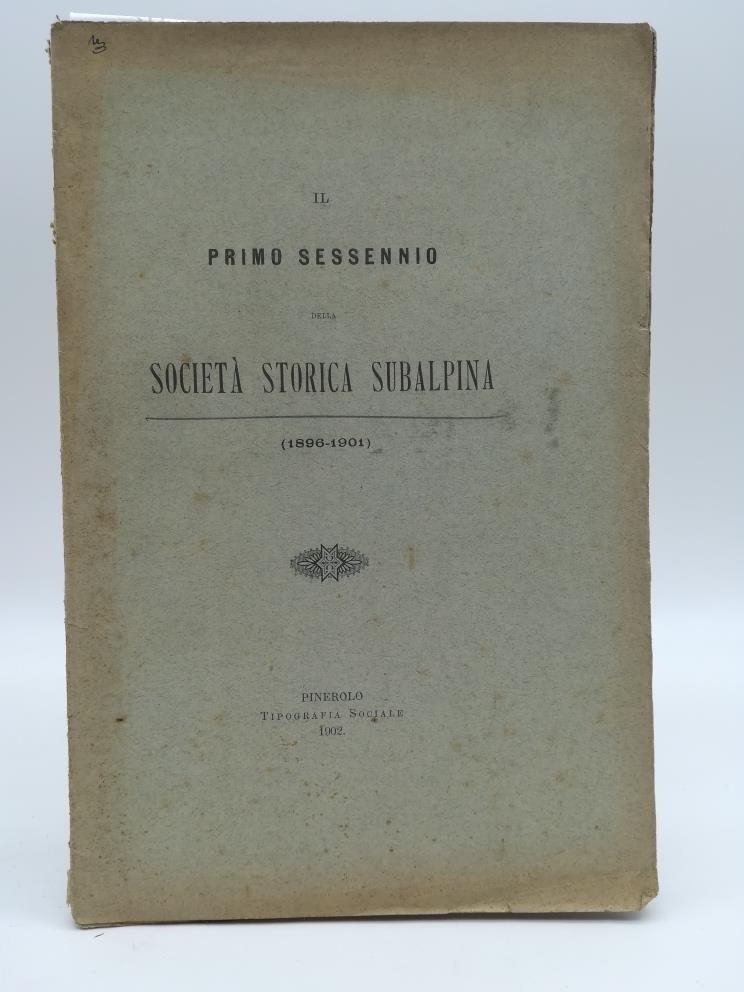 IL
PRIMO SESSENNIO
DELLA
SOCIETÀ STORICA SUBALPINA
(1896-1901)
PINEROLO
TIPOGRAFIA SOCIALE
1902.